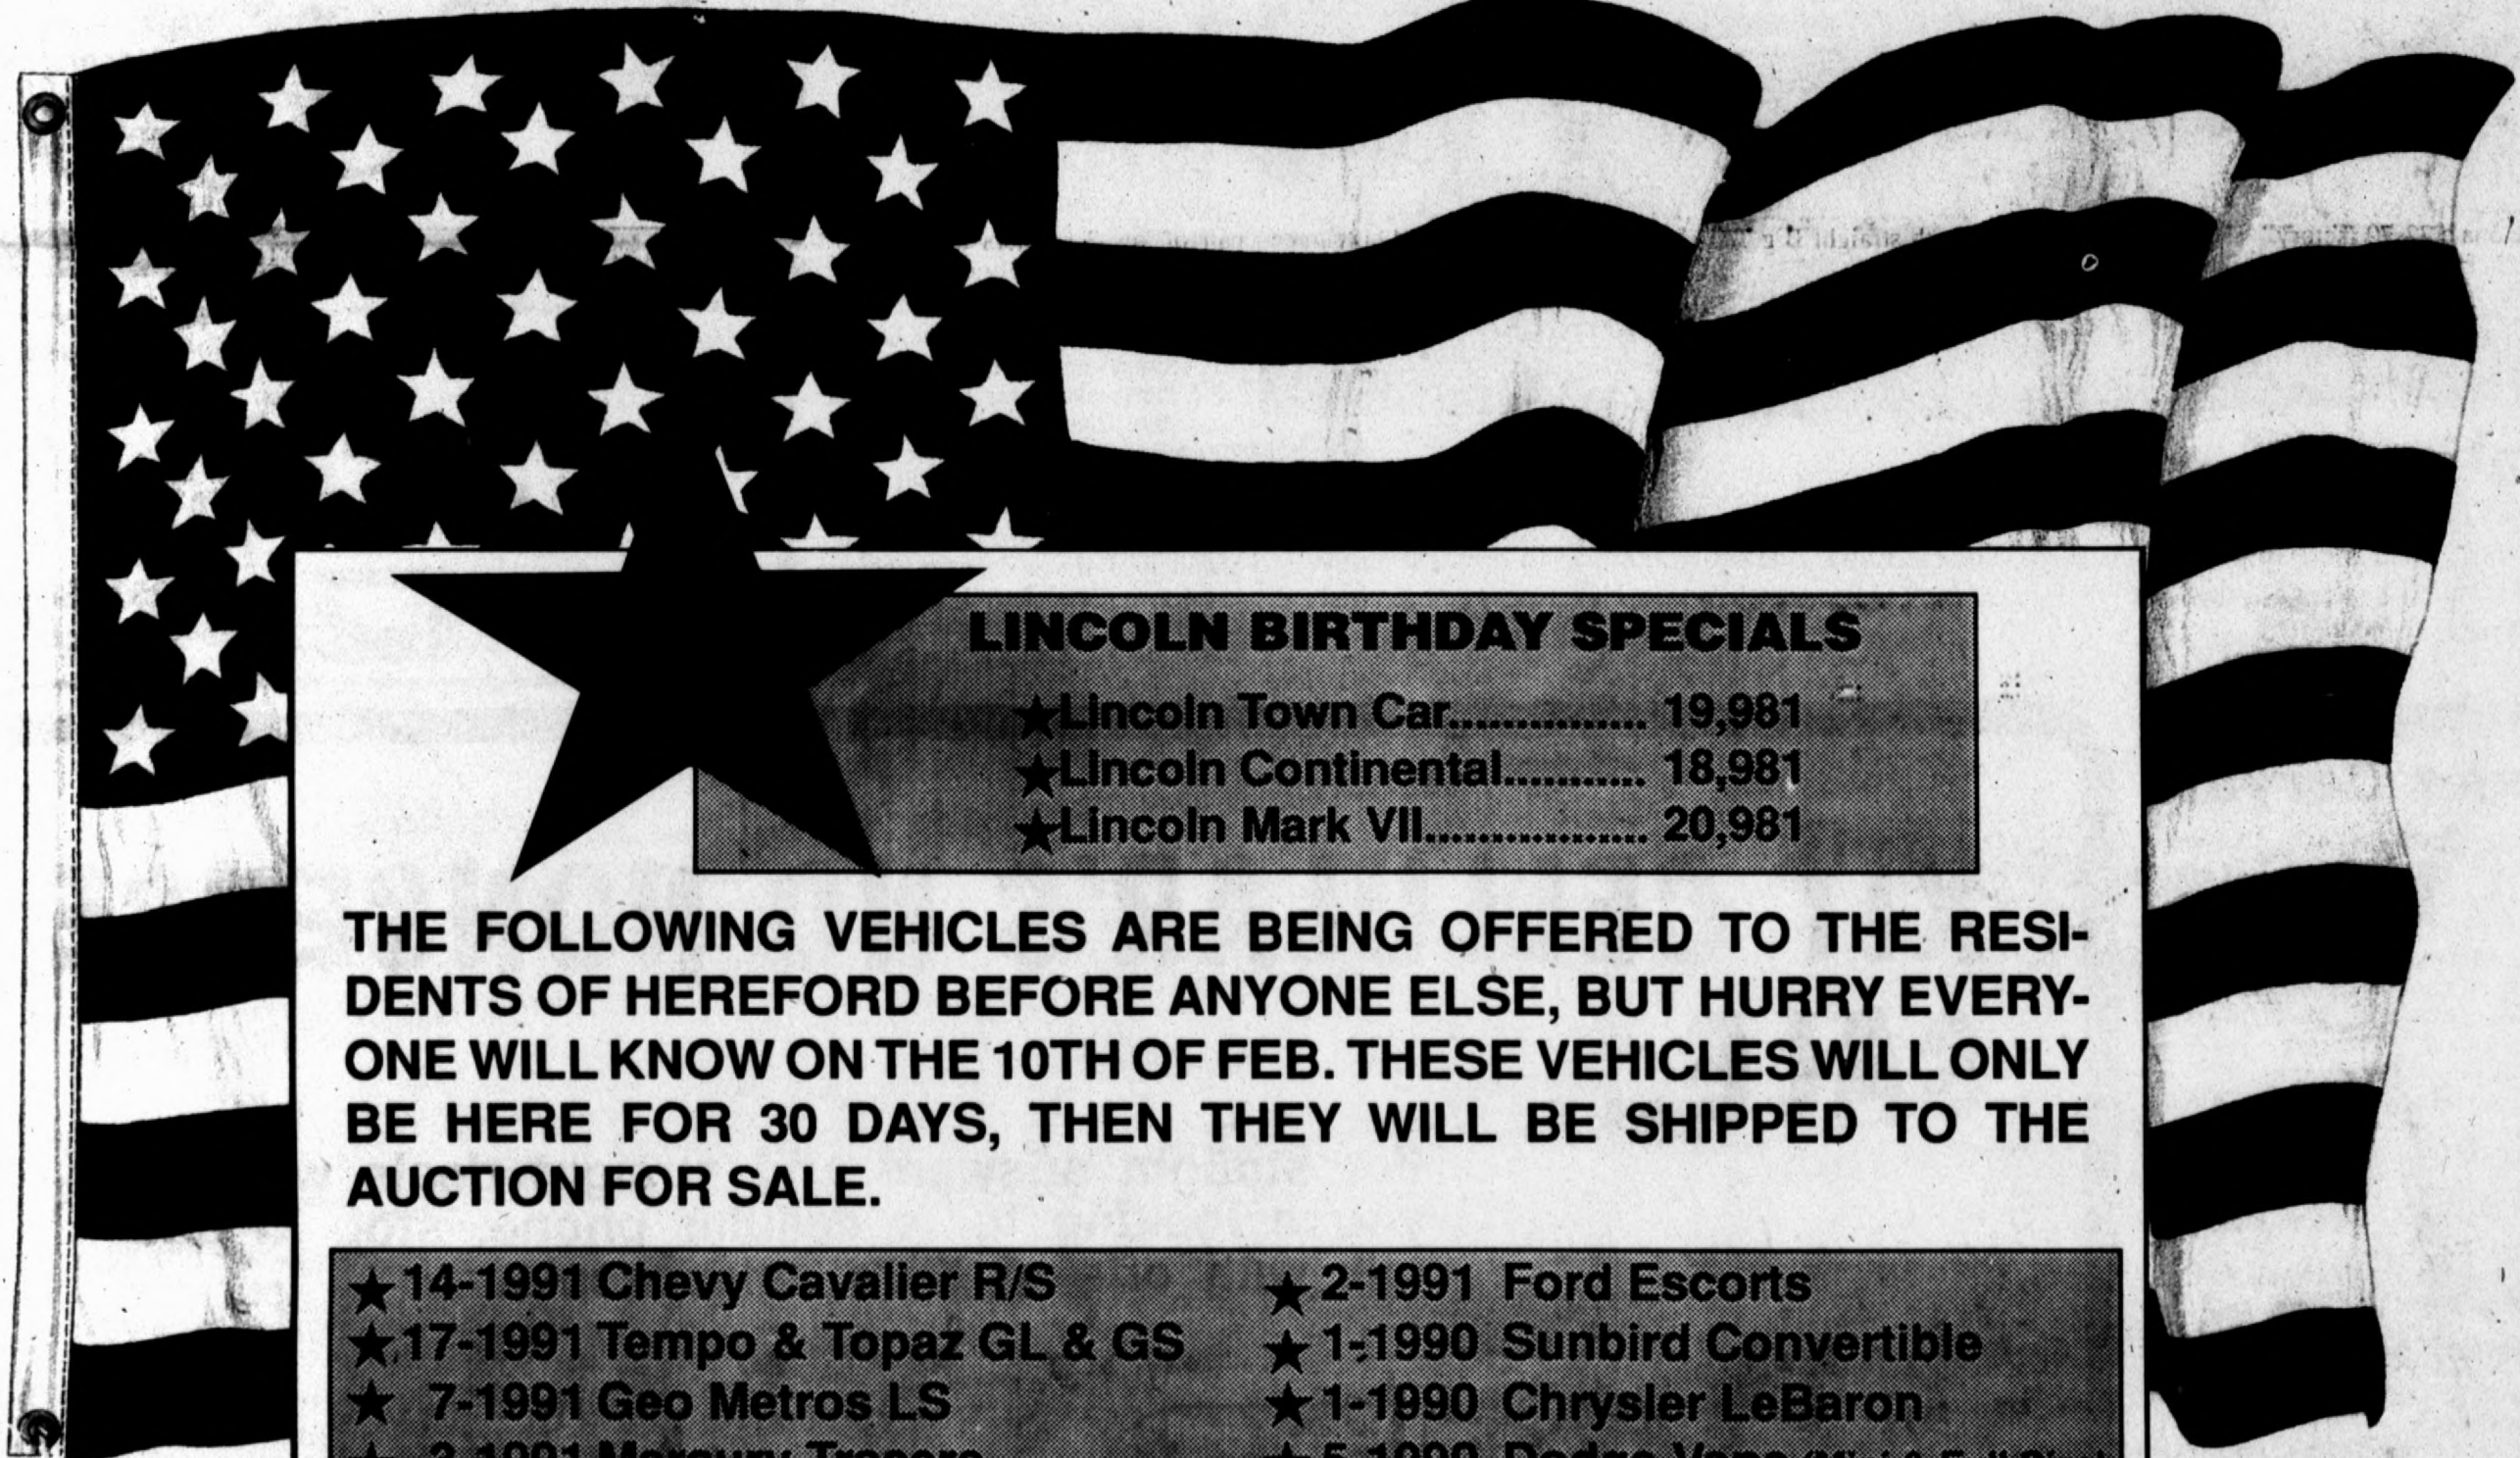 LINCOLN BIRTHDAY SPECIALS
★Lincoln Town Car............... 19,981
★Lincoln Continental........... 18,981
★Lincoln Mark VII................. 20,981
THE FOLLOWING VEHICLES ARE BEING OFFERED TO THE RESI-
DENTS OF HEREFORD BEFORE ANYONE ELSE, BUT HURRY EVERY-
ONE WILL KNOW ON THE 10TH OF FEB. THESE VEHICLES WILL ONLY
BE HERE FOR 30 DAYS, THEN THEY WILL BE SHIPPED TO THE
AUCTION FOR SALE.
★14-1991 Chevy Cavalier R/S
★17-1991 Tempo & Topaz GL & GS
★ 7-1991 Geo Metros LS
Mercury Tracers
★2-1991 Ford Escorts
★1-1990 Sunbird Convertible
★1-1990 Chrysler LeBaron
Dodge Vans